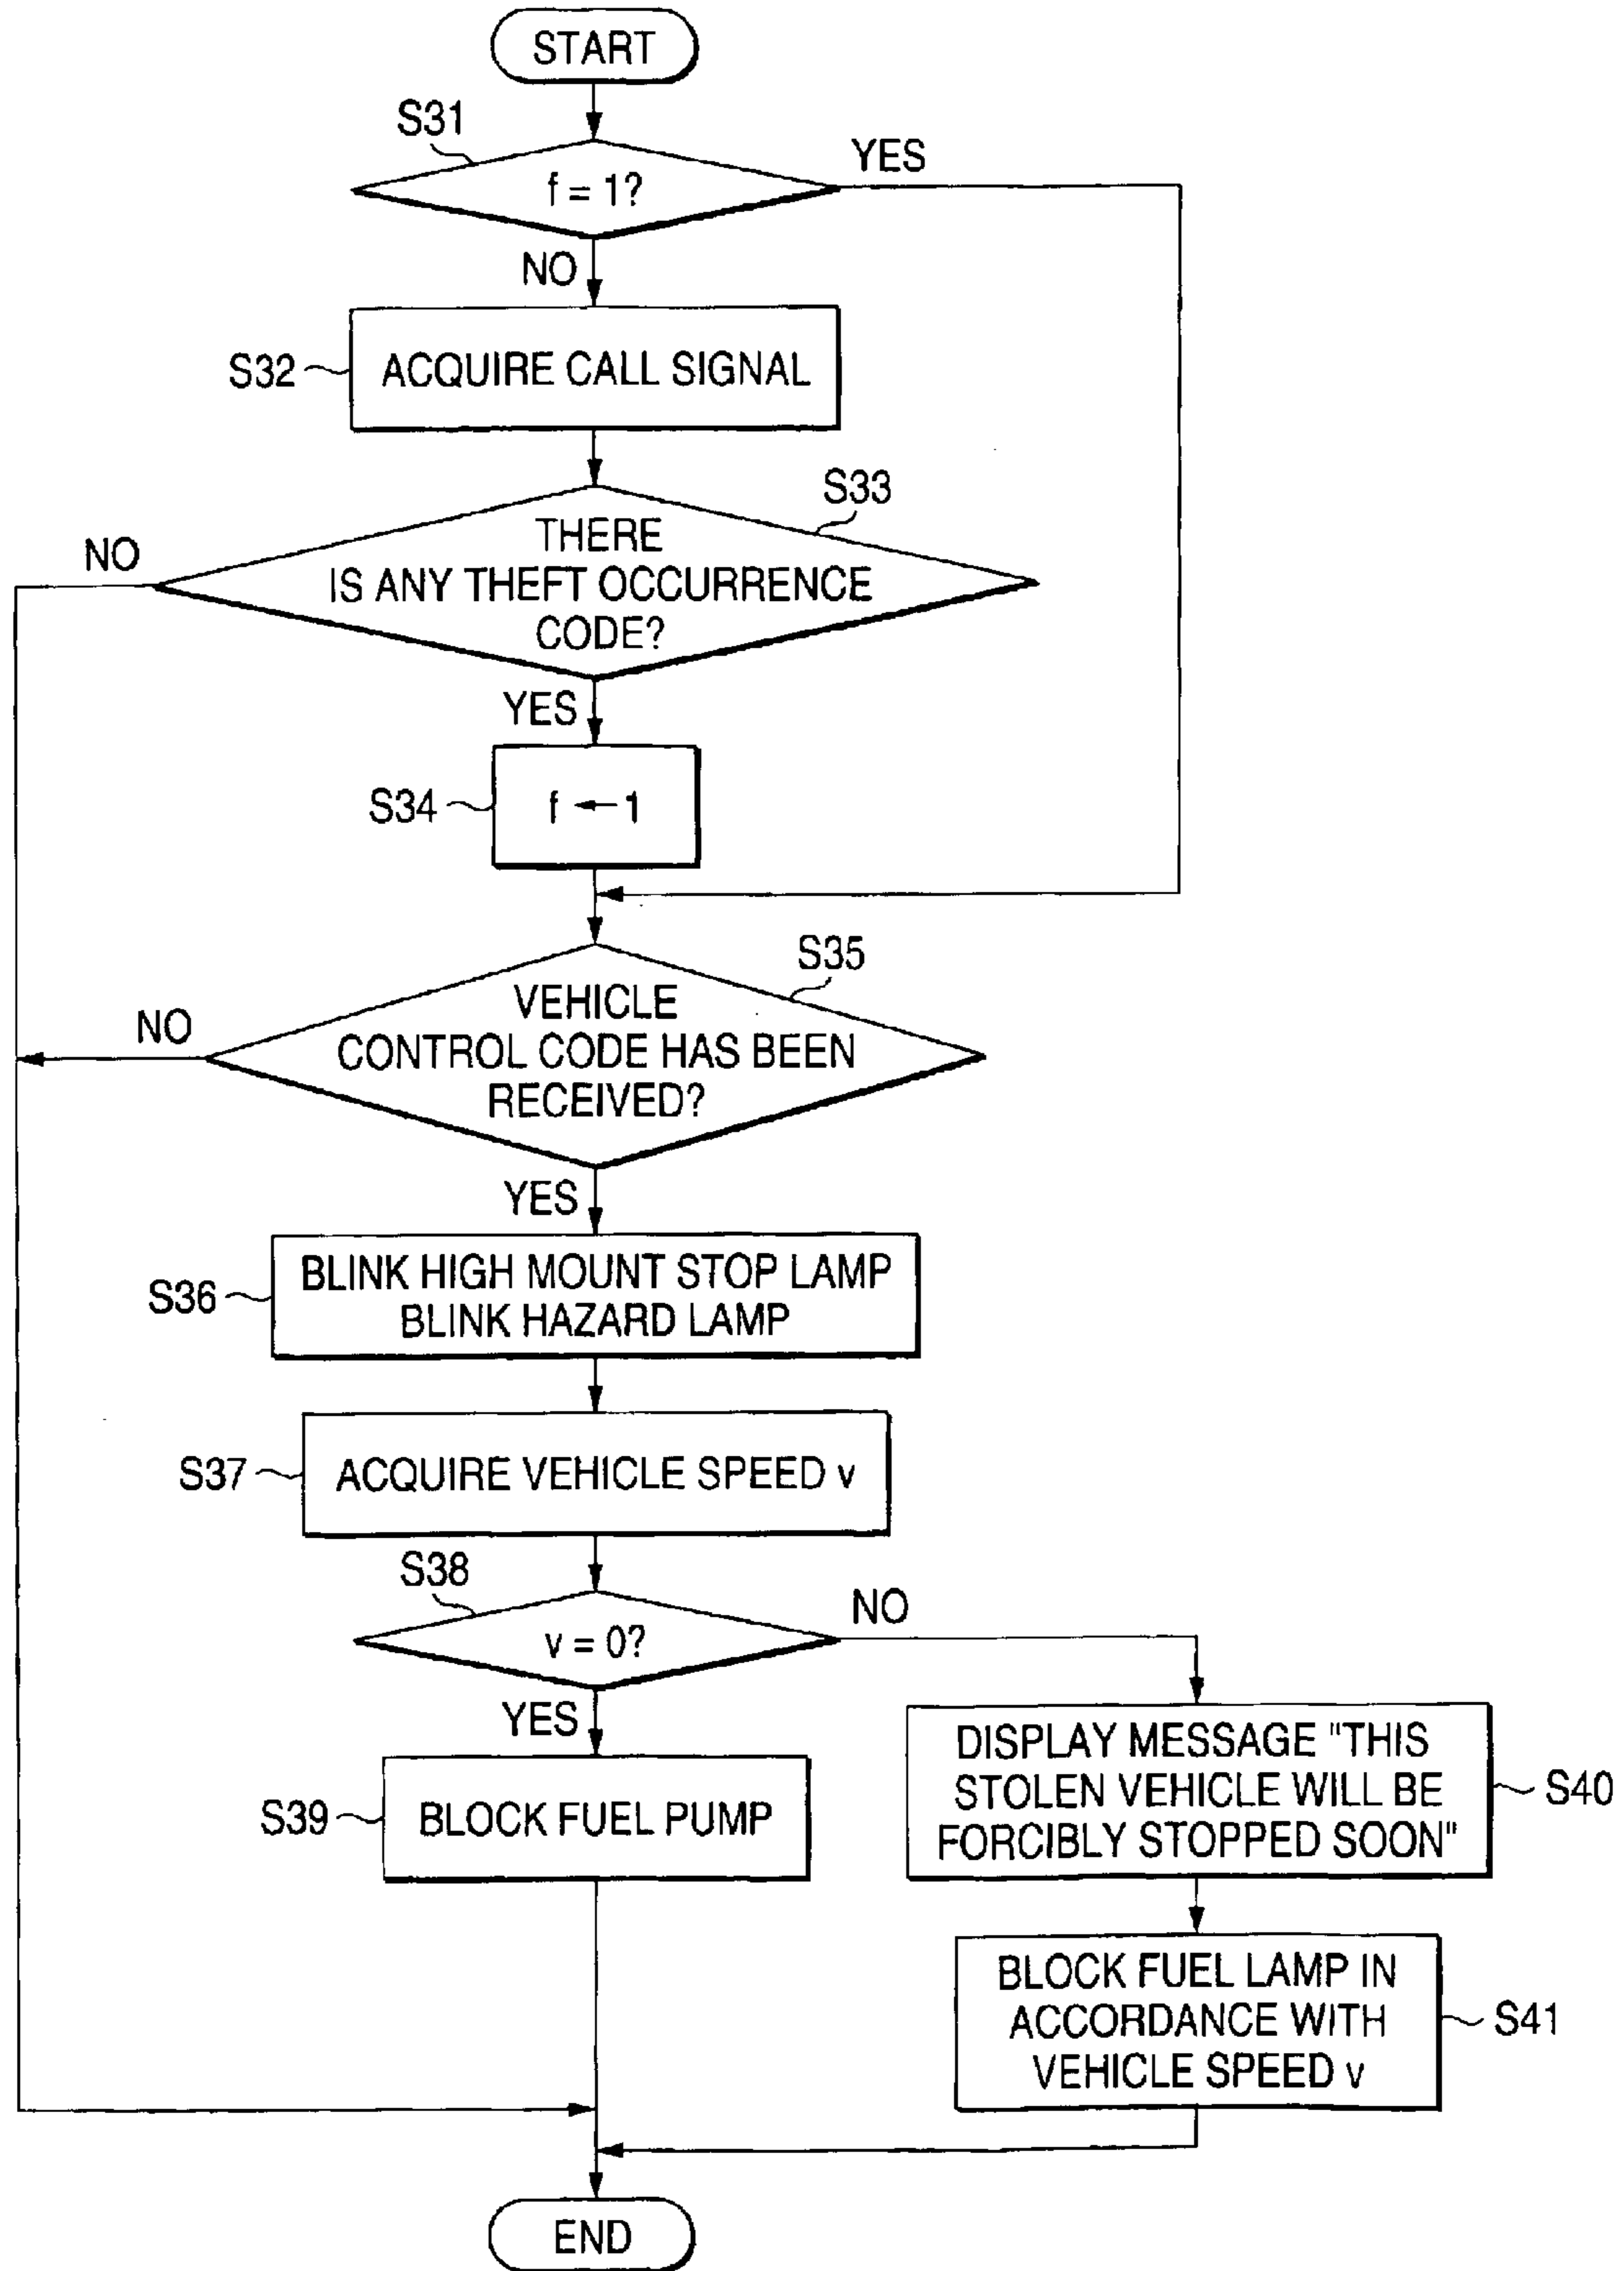 START
S31
f = 1?
YES
NO
S32
ACQUIRE CALL SIGNAL
S33
THERE
IS ANY THEFT OCCURRENCE
CODE?
NO
YES
S34
f ← 1
S35
VEHICLE
CONTROL CODE HAS BEEN
RECEIVED?
NO
YES
S36
BLINK HIGH MOUNT STOP LAMP
BLINK HAZARD LAMP
S37
ACQUIRE VEHICLE SPEED v
S38
v = 0?
NO
YES
S39
BLOCK FUEL PUMP
DISPLAY MESSAGE "THIS
STOLEN VEHICLE WILL BE
FORCIBLY STOPPED SOON"
S40
BLOCK FUEL LAMP IN
ACCORDANCE WITH
VEHICLE SPEED v
S41
END